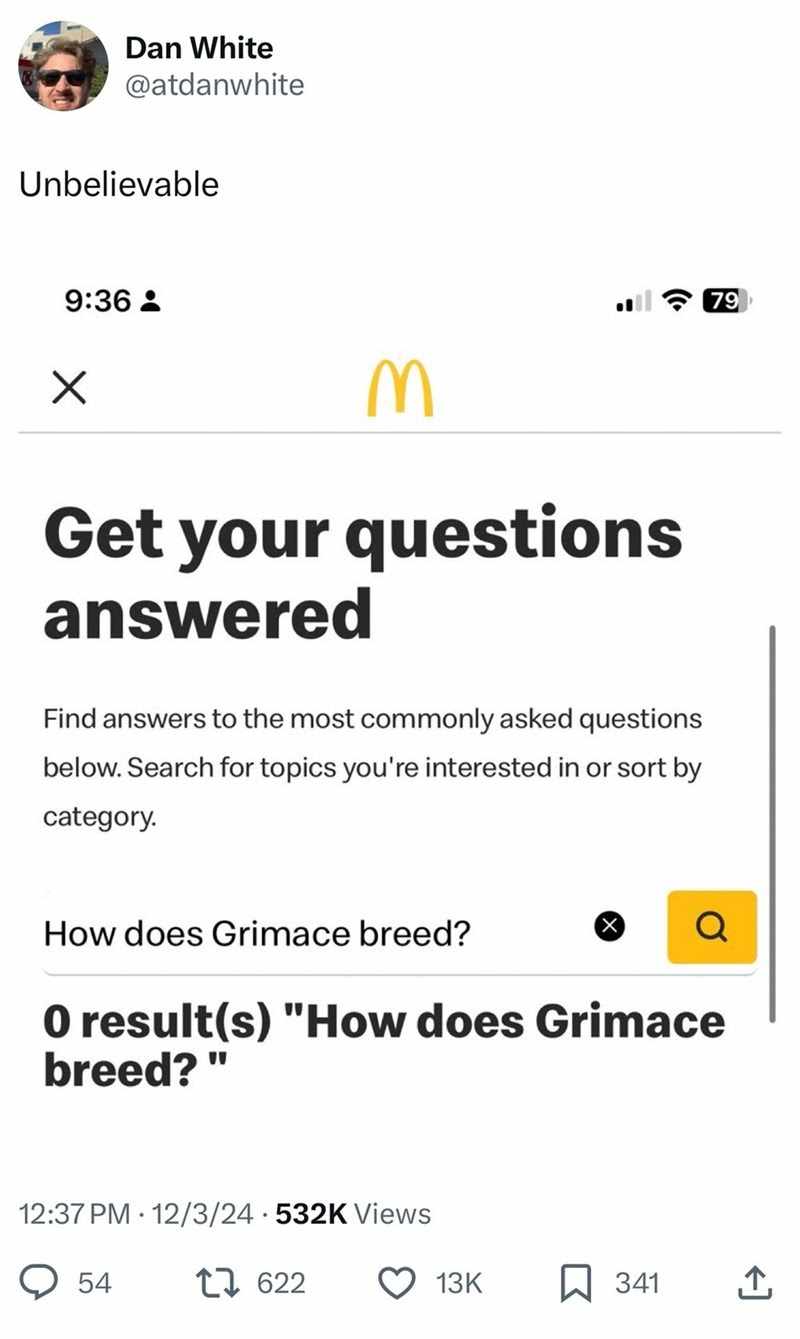 Dan White
@atdanwhite
Unbelievable
9:36
79
Get your questions
answered
Find answers to the most commonly asked questions
below. Search for topics you're interested in or sort by
category.
How does Grimace breed?
0 result(s) "How does Grimace
breed? "
12:37 PM · 12/3/24 · 532K Views
54 622 13K 341